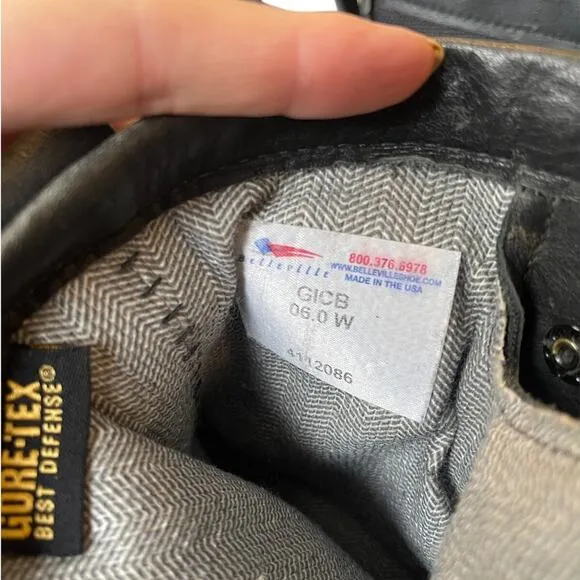 Belleville
800.376.6978
WWW.BELLEVILLESHOE.COM
MADE IN THE USA
GICB
06.0 W
4112086
GORE-TEX®
BEST DEFENSE